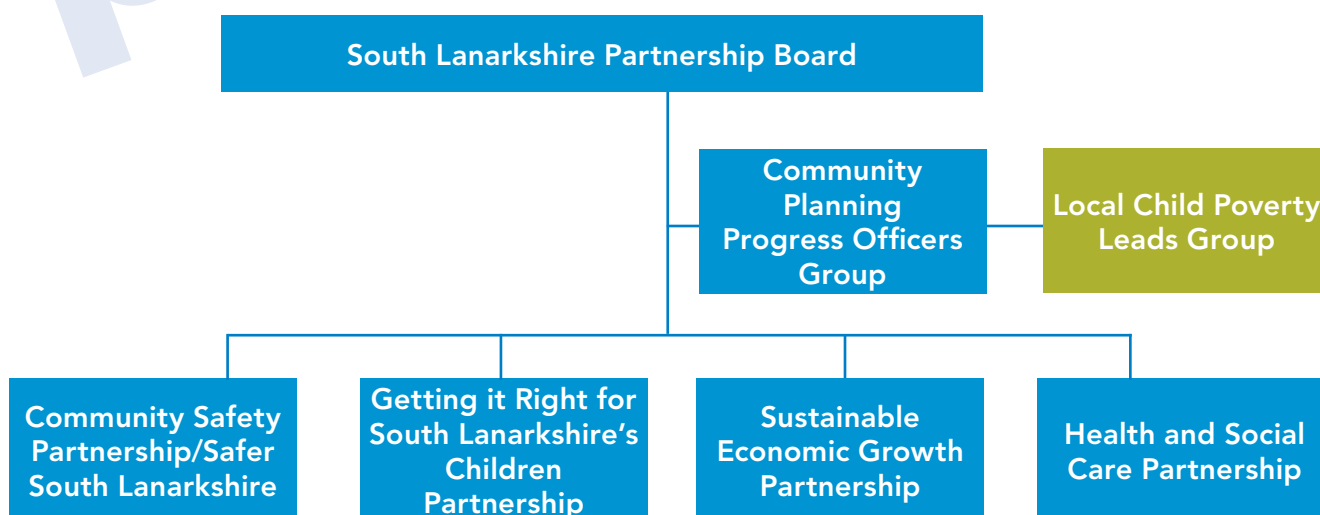 South Lanarkshire Partnership Board
Community
Planning
Progress Officers
Group
Local Child Poverty
Leads Group
Community Safety
Partnership/Safer
South Lanarkshire
Getting it Right for
South Lanarkshire’s
Children
Partnership
Sustainable
Economic Growth
Partnership
Health and Social
Care Partnership